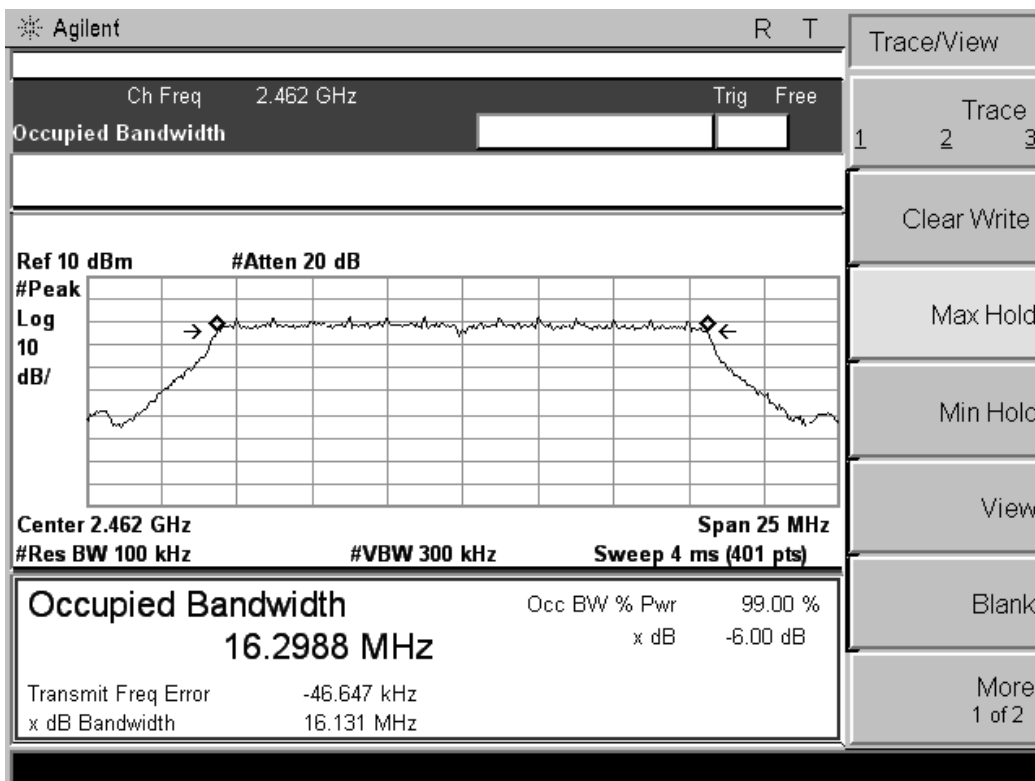 Agilent R T
Ch Freq 2.462 GHz Trig Free
Occupied Bandwidth
Ref 10 dBm #Atten 20 dB
#Peak
Log
10
dB/
Center 2.462 GHz Span 25 MHz
#Res BW 100 kHz #VBW 300 kHz Sweep 4 ms (401 pts)
Occupied Bandwidth Occ BW % Pwr 99.00 %
16.2988 MHz x dB -6.00 dB
Transmit Freq Error -46.647 kHz
x dB Bandwidth 16.131 MHz
Trace/View
Trace
1 2 3
Clear Write
Max Hold
Min Hold
View
Blank
More
1 of 2